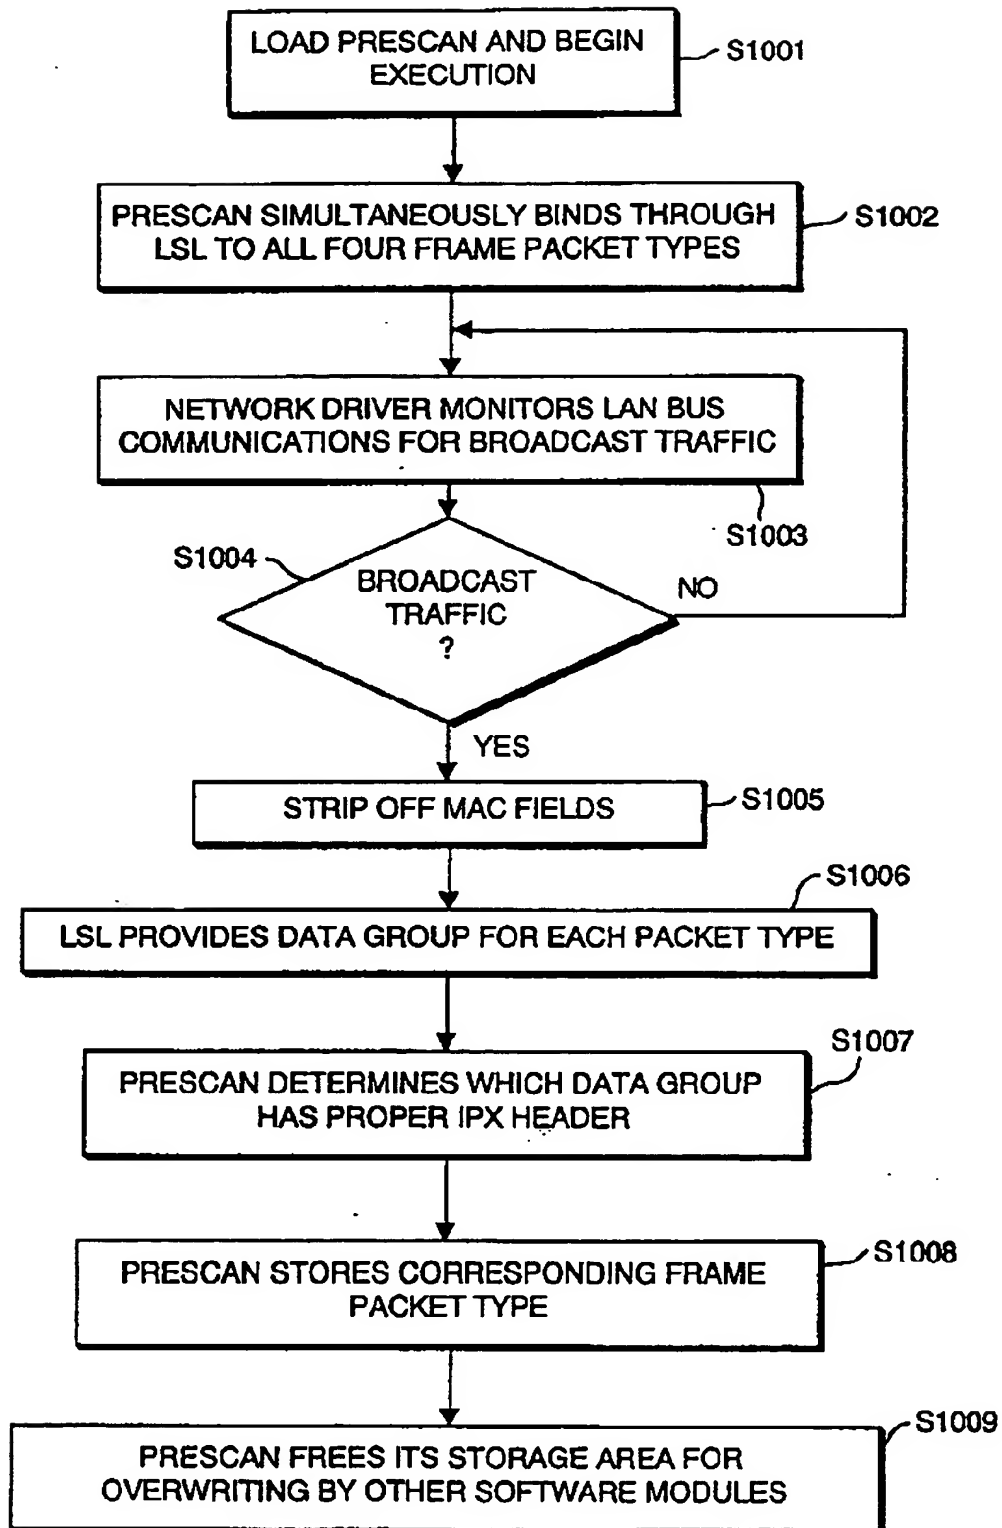 LOAD PRESCAN AND BEGIN
EXECUTION
S1001
PRESCAN SIMULTANEOUSLY BINDS THROUGH
LSL TO ALL FOUR FRAME PACKET TYPES
S1002
NETWORK DRIVER MONITORS LAN BUS
COMMUNICATIONS FOR BROADCAST TRAFFIC
S1003
S1004
BROADCAST
TRAFFIC
?
NO
YES
STRIP OFF MAC FIELDS
S1005
S1006
LSL PROVIDES DATA GROUP FOR EACH PACKET TYPE
S1007
PRESCAN DETERMINES WHICH DATA GROUP
HAS PROPER IPX HEADER
S1008
PRESCAN STORES CORRESPONDING FRAME
PACKET TYPE
S1009
PRESCAN FREES ITS STORAGE AREA FOR
OVERWRITING BY OTHER SOFTWARE MODULES